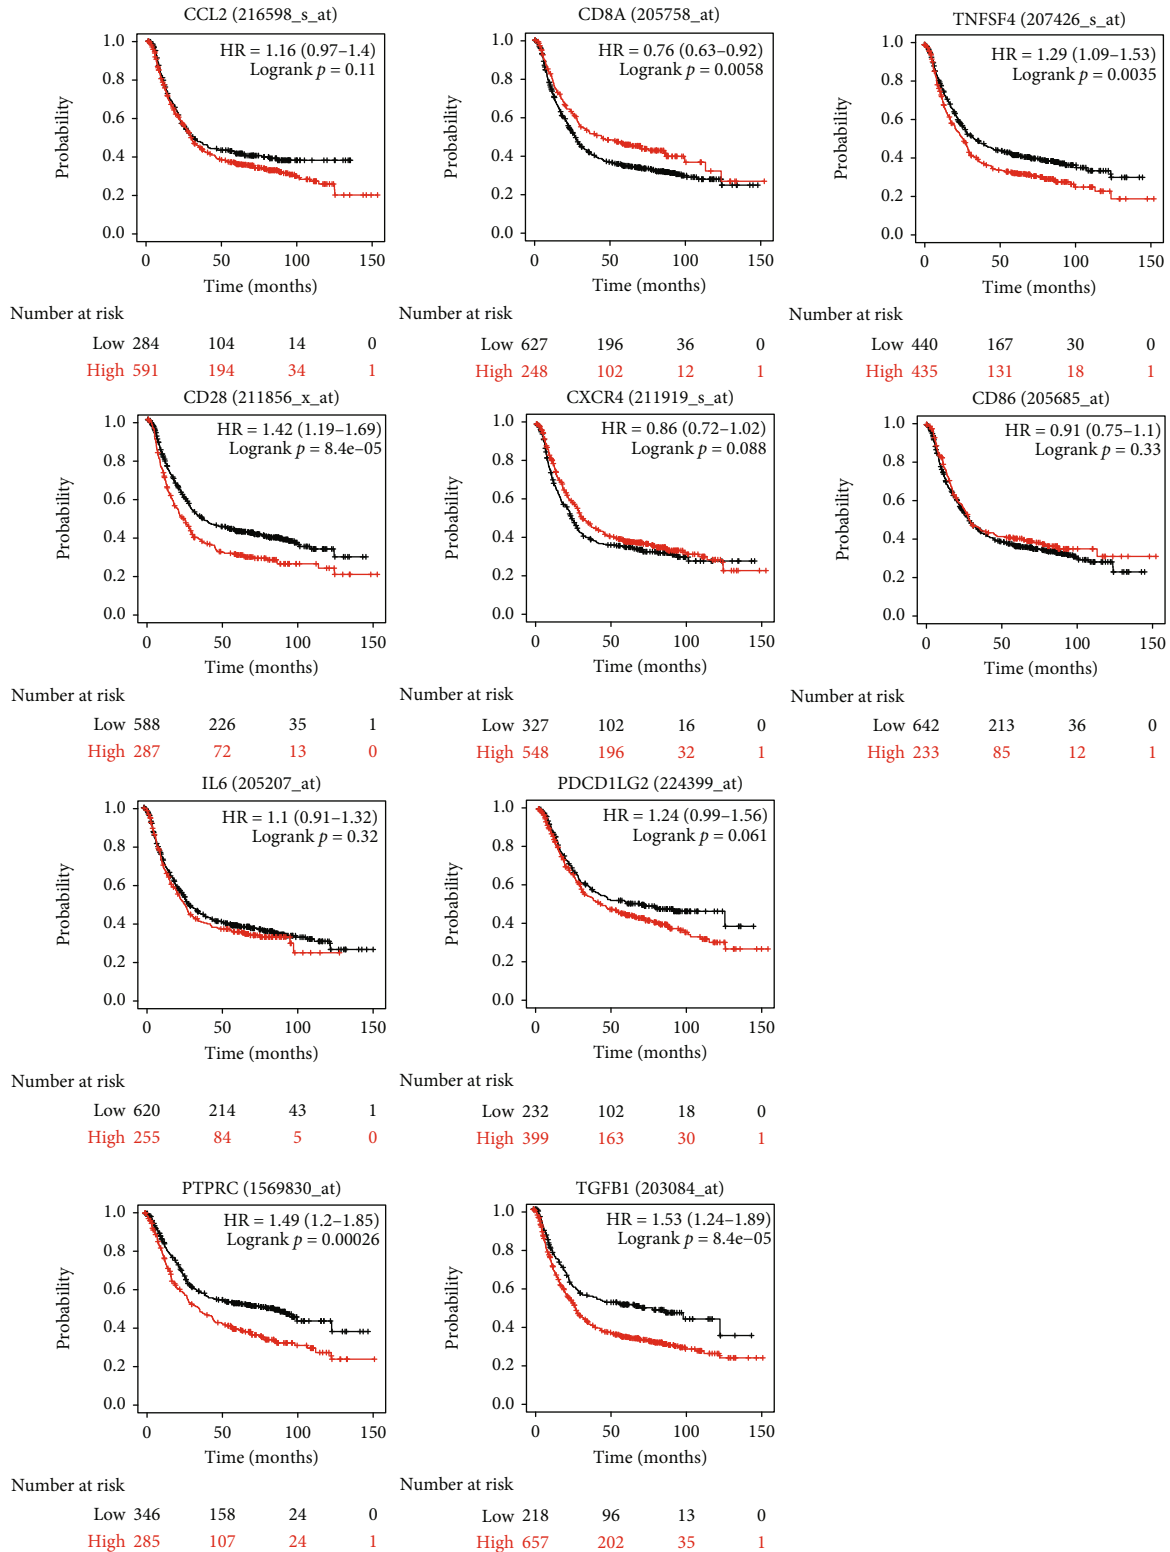 CCL2 (216598_s_at)
HR = 1.16 (0.97–1.4)
Logrank p = 0.11
1.0
0.8
0.6
0.4
0.2
0.0
Probability
0 50 100 150
Time (months)
Number at risk
Low 284 104 14 0
High 591 194 34 1
CD8A (205758_s_at)
HR = 0.76 (0.63–0.92)
Logrank p = 0.0058
1.0
0.8
0.6
0.4
0.2
0.0
Probability
0 50 100 150
Time (months)
Number at risk
Low 627 196 36 0
High 248 102 12 1
TNFSF4 (207426_s_at)
HR = 1.29 (1.09–1.53)
Logrank p = 0.0035
1.0
0.8
0.6
0.4
0.2
0.0
Probability
0 50 100 150
Time (months)
Number at risk
Low 440 167 30 0
High 435 131 18 1
CD28 (211856_x_at)
HR = 1.42 (1.19–1.69)
Logrank p = 8.4e–05
1.0
0.8
0.6
0.4
0.2
0.0
Probability
0 50 100 150
Time (months)
Number at risk
Low 588 226 35 1
High 287 72 13 0
CXCR4 (211919_s_at)
HR = 0.86 (0.72–1.02)
Logrank p = 0.088
1.0
0.8
0.6
0.4
0.2
0.0
Probability
0 50 100 150
Time (months)
Number at risk
Low 327 102 16 0
High 548 196 32 1
CD86 (205685_at)
HR = 0.91 (0.75–1.1)
Logrank p = 0.33
1.0
0.8
0.6
0.4
0.2
0.0
Probability
0 50 100 150
Time (months)
Number at risk
Low 642 213 36 0
High 233 85 12 1
IL6 (205207_at)
HR = 1.1 (0.91–1.32)
Logrank p = 0.32
1.0
0.8
0.6
0.4
0.2
0.0
Probability
0 50 100 150
Time (months)
Number at risk
Low 620 214 43 1
High 255 84 5 0
PDCD1LG2 (224399_at)
HR = 1.24 (0.99–1.56)
Logrank p = 0.061
1.0
0.8
0.6
0.4
0.2
0.0
Probability
0 50 100 150
Time (months)
Number at risk
Low 232 102 18 0
High 399 163 30 1
PTPRC (1569830_at)
HR = 1.49 (1.2–1.85)
Logrank p = 0.00026
1.0
0.8
0.6
0.4
0.2
0.0
Probability
0 50 100 150
Time (months)
Number at risk
Low 346 158 24 0
High 285 107 24 1
TGFB1 (203084_at)
HR = 1.53 (1.24–1.89)
Logrank p = 8.4e–05
1.0
0.8
0.6
0.4
0.2
0.0
Probability
0 50 100 150
Time (months)
Number at risk
Low 218 96 13 0
High 657 202 35 1